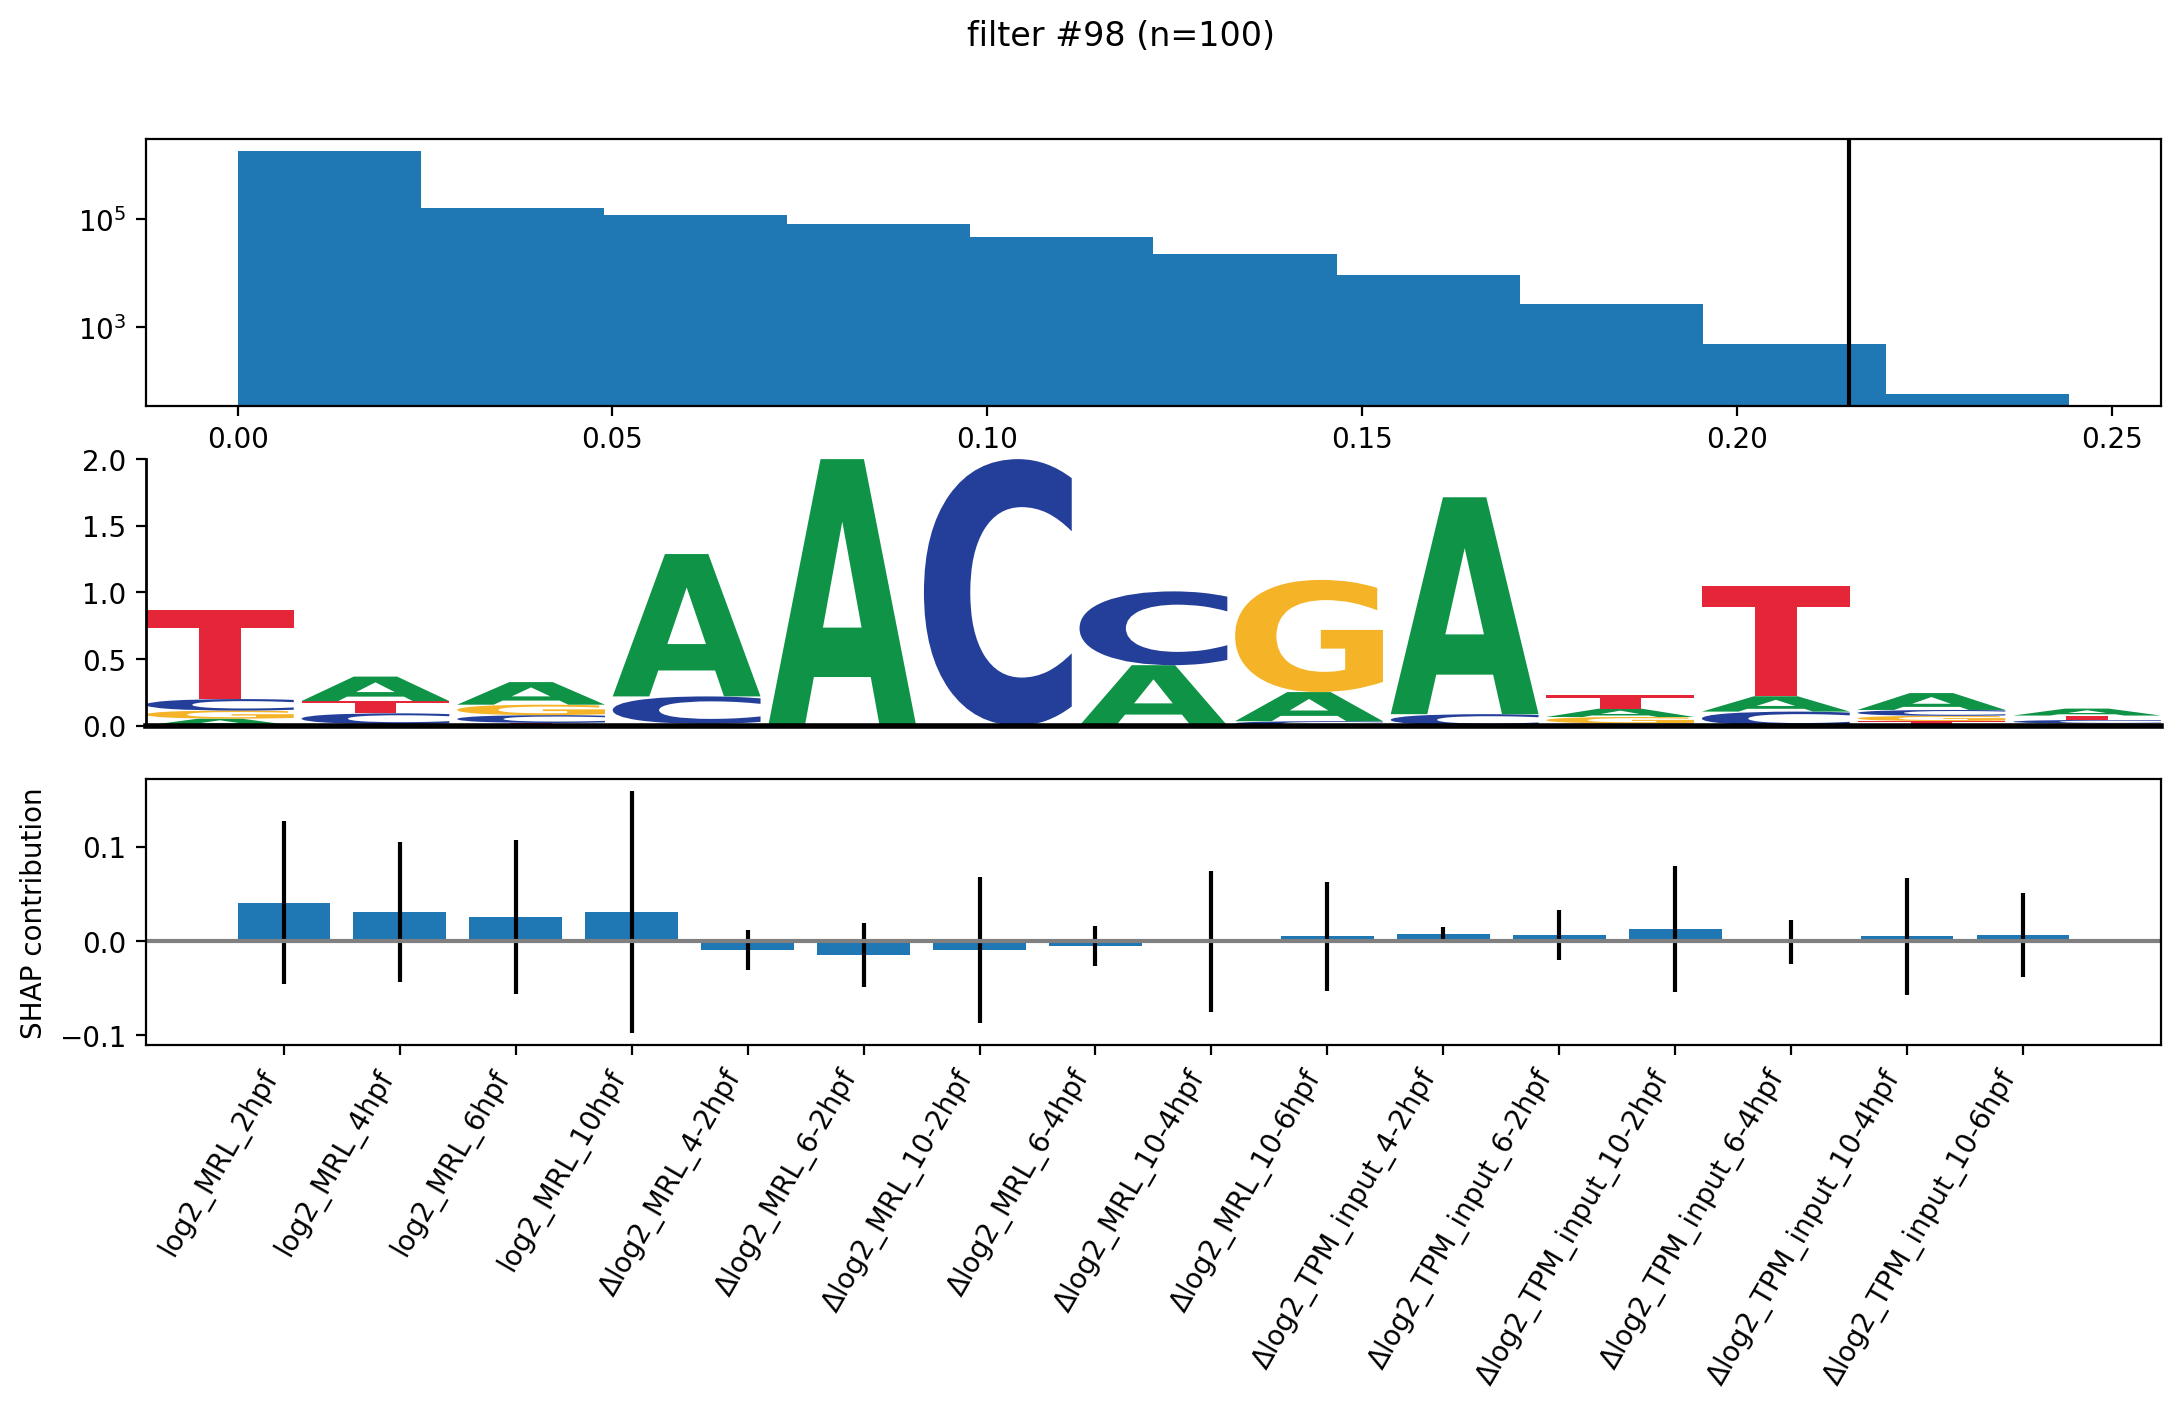 filter #98 (n=100)
10^5
10^3
0.00 0.05 0.10 0.15 0.20 0.25
2.0
1.5
1.0
0.5
0.0
T A A A A C C G A T T A A
C T G C A A A A C T
G C C C G C G C
A T
SHAP contribution
0.1
0.0
−0.1
log2_MRL_2hpf
log2_MRL_4hpf
log2_MRL_6hpf
log2_MRL_10hpf
Δlog2_MRL_4-2hpf
Δlog2_MRL_6-2hpf
Δlog2_MRL_10-2hpf
Δlog2_MRL_6-4hpf
Δlog2_MRL_10-4hpf
Δlog2_MRL_10-6hpf
Δlog2_TPM_input_4-2hpf
Δlog2_TPM_input_6-2hpf
Δlog2_TPM_input_10-2hpf
Δlog2_TPM_input_6-4hpf
Δlog2_TPM_input_10-4hpf
Δlog2_TPM_input_10-6hpf